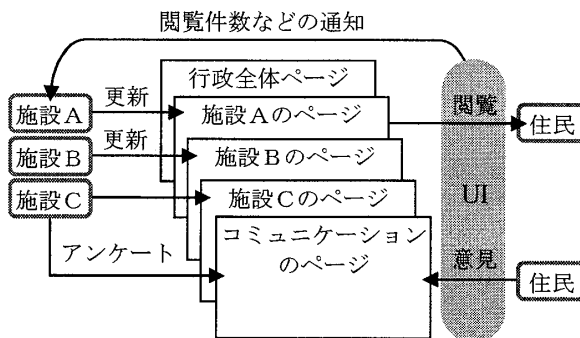 閲覧件数などの通知
行政全体ページ
施設A
更新
施設Aのページ
閲覧
住民
施設B
更新
施設Bのページ
施設C
施設Cのページ
UI
アンケート
コミュニケーション
のページ
意見
住民